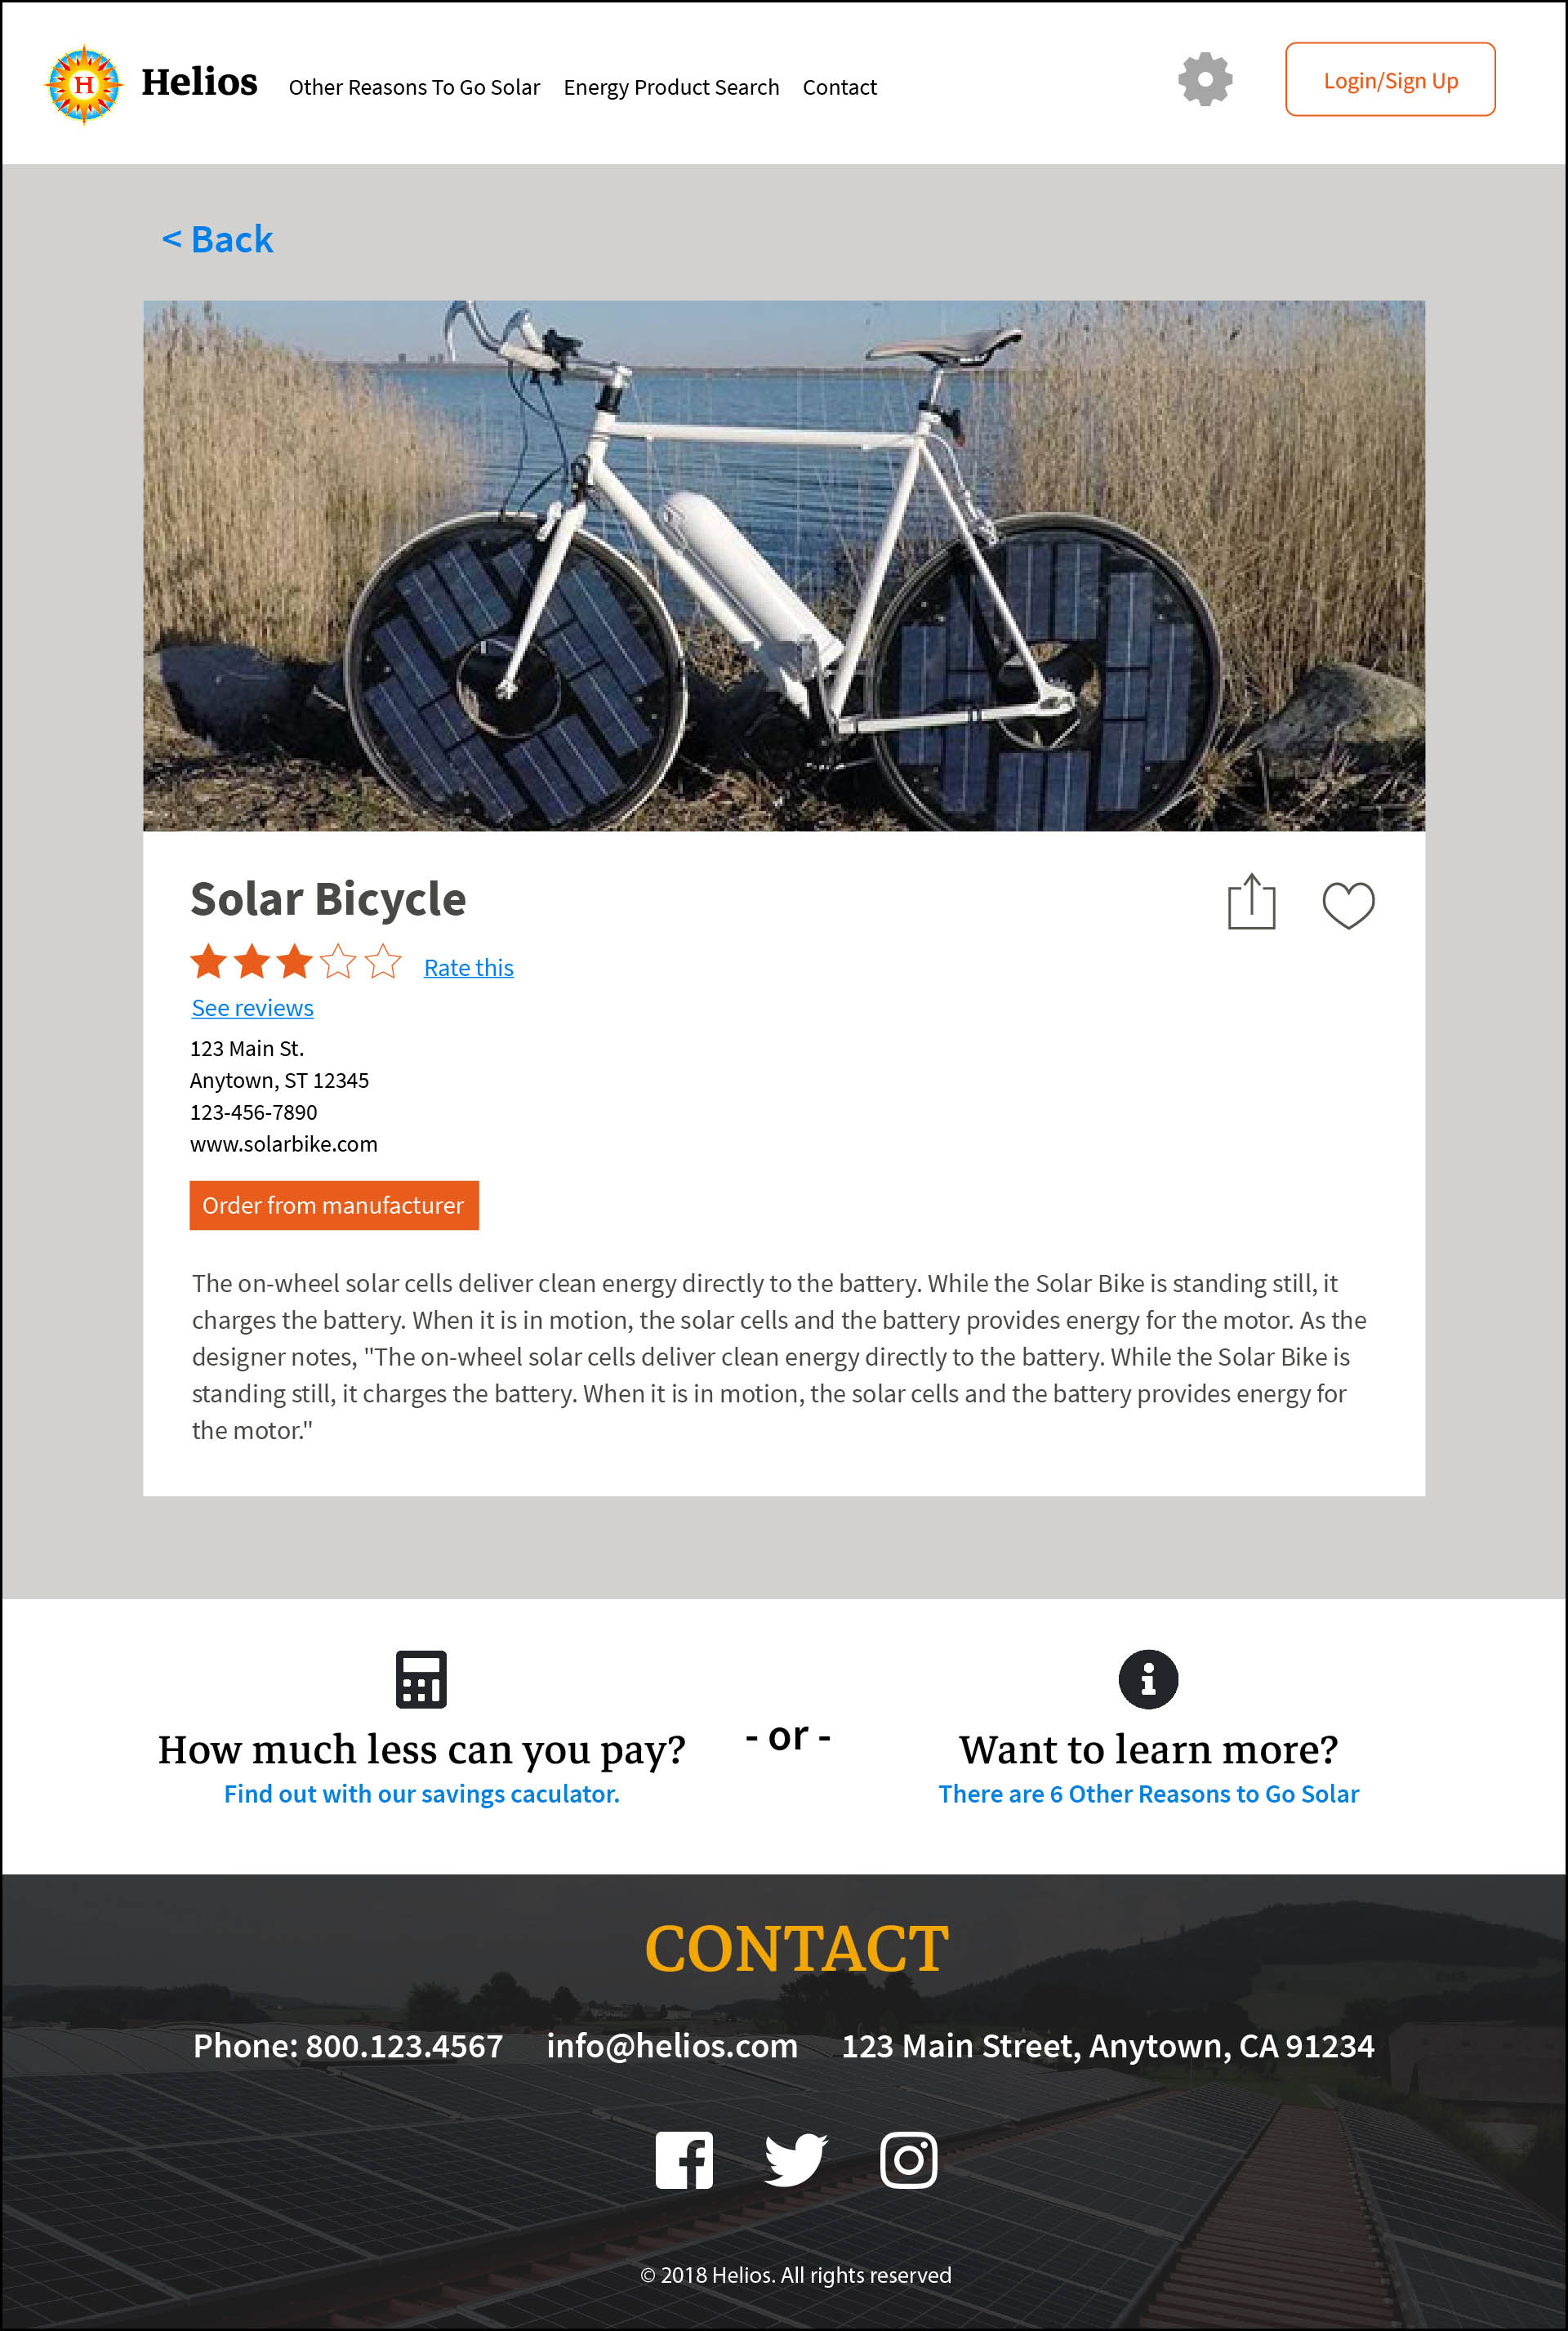 H
Helios
Other Reasons To Go Solar
Energy Product Search
Contact
Login/Sign Up
< Back
Solar Bicycle
Rate this
See reviews
123 Main St.
Anytown, ST 12345
123-456-7890
www.solarbike.com
Order from manufacturer
The on-wheel solar cells deliver clean energy directly to the battery. While the Solar Bike is standing still, it
charges the battery. When it is in motion, the solar cells and the battery provides energy for the motor. As the
designer notes, "The on-wheel solar cells deliver clean energy directly to the battery. While the Solar Bike is
standing still, it charges the battery. When it is in motion, the solar cells and the battery provides energy for
the motor."
How much less can you pay?
Find out with our savings caculator.
- or -
Want to learn more?
There are 6 Other Reasons to Go Solar
CONTACT
Phone: 800.123.4567
info@helios.com
123 Main Street, Anytown, CA 91234
© 2018 Helios. All rights reserved